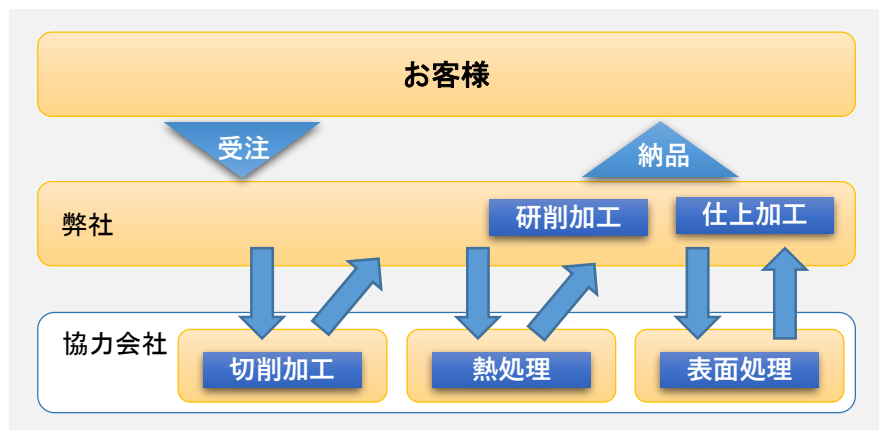 お客様
受注
納品
弊社
研削加工
仕上加工
協力会社
切削加工
熱処理
表面処理